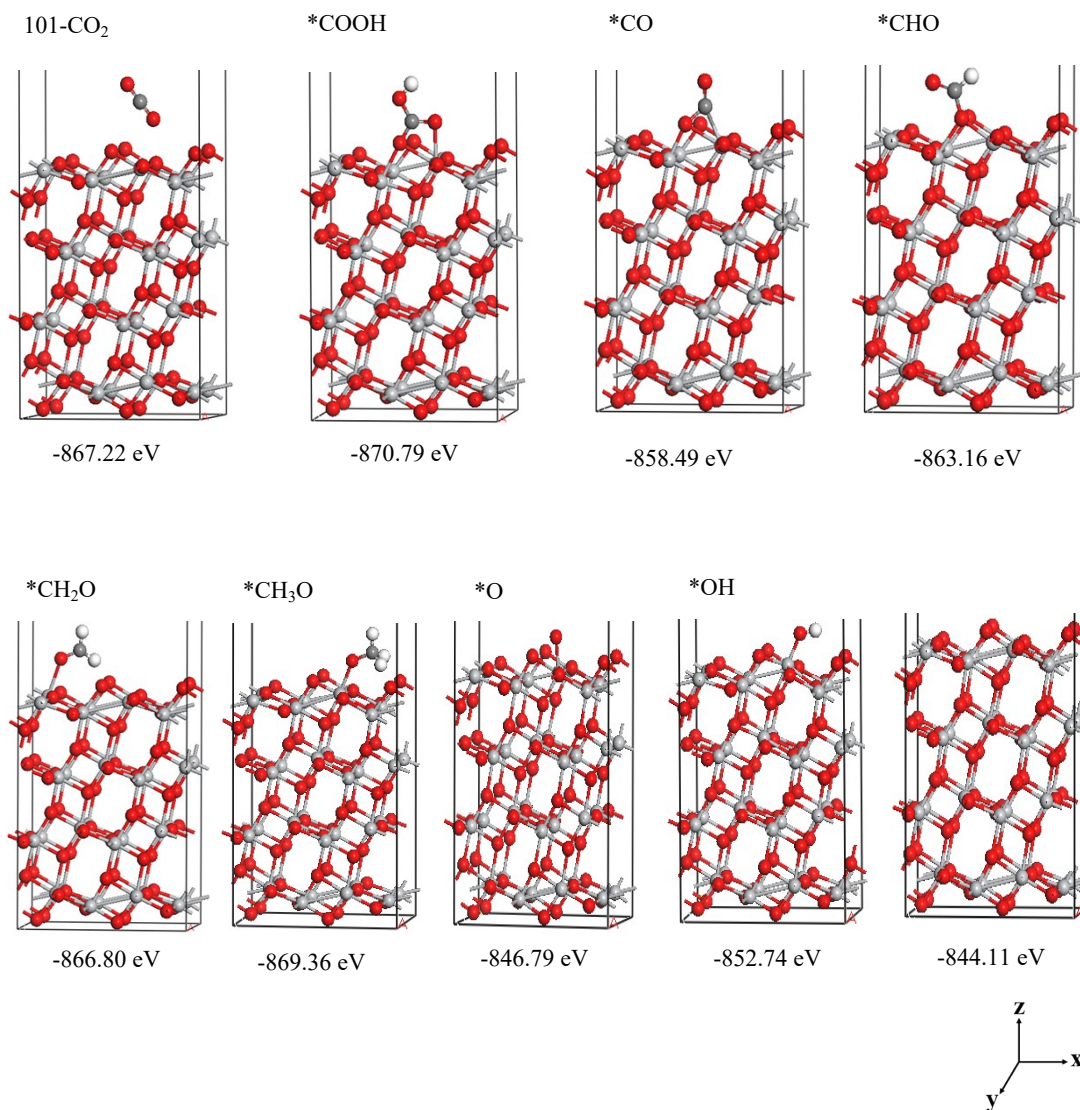 101-CO₂ *COOH *CO *CHO
-867.22 eV -870.79 eV -858.49 eV -863.16 eV
*CH₂O *CH₃O *O *OH
-866.80 eV -869.36 eV -846.79 eV -852.74 eV -844.11 eV
z
x
y